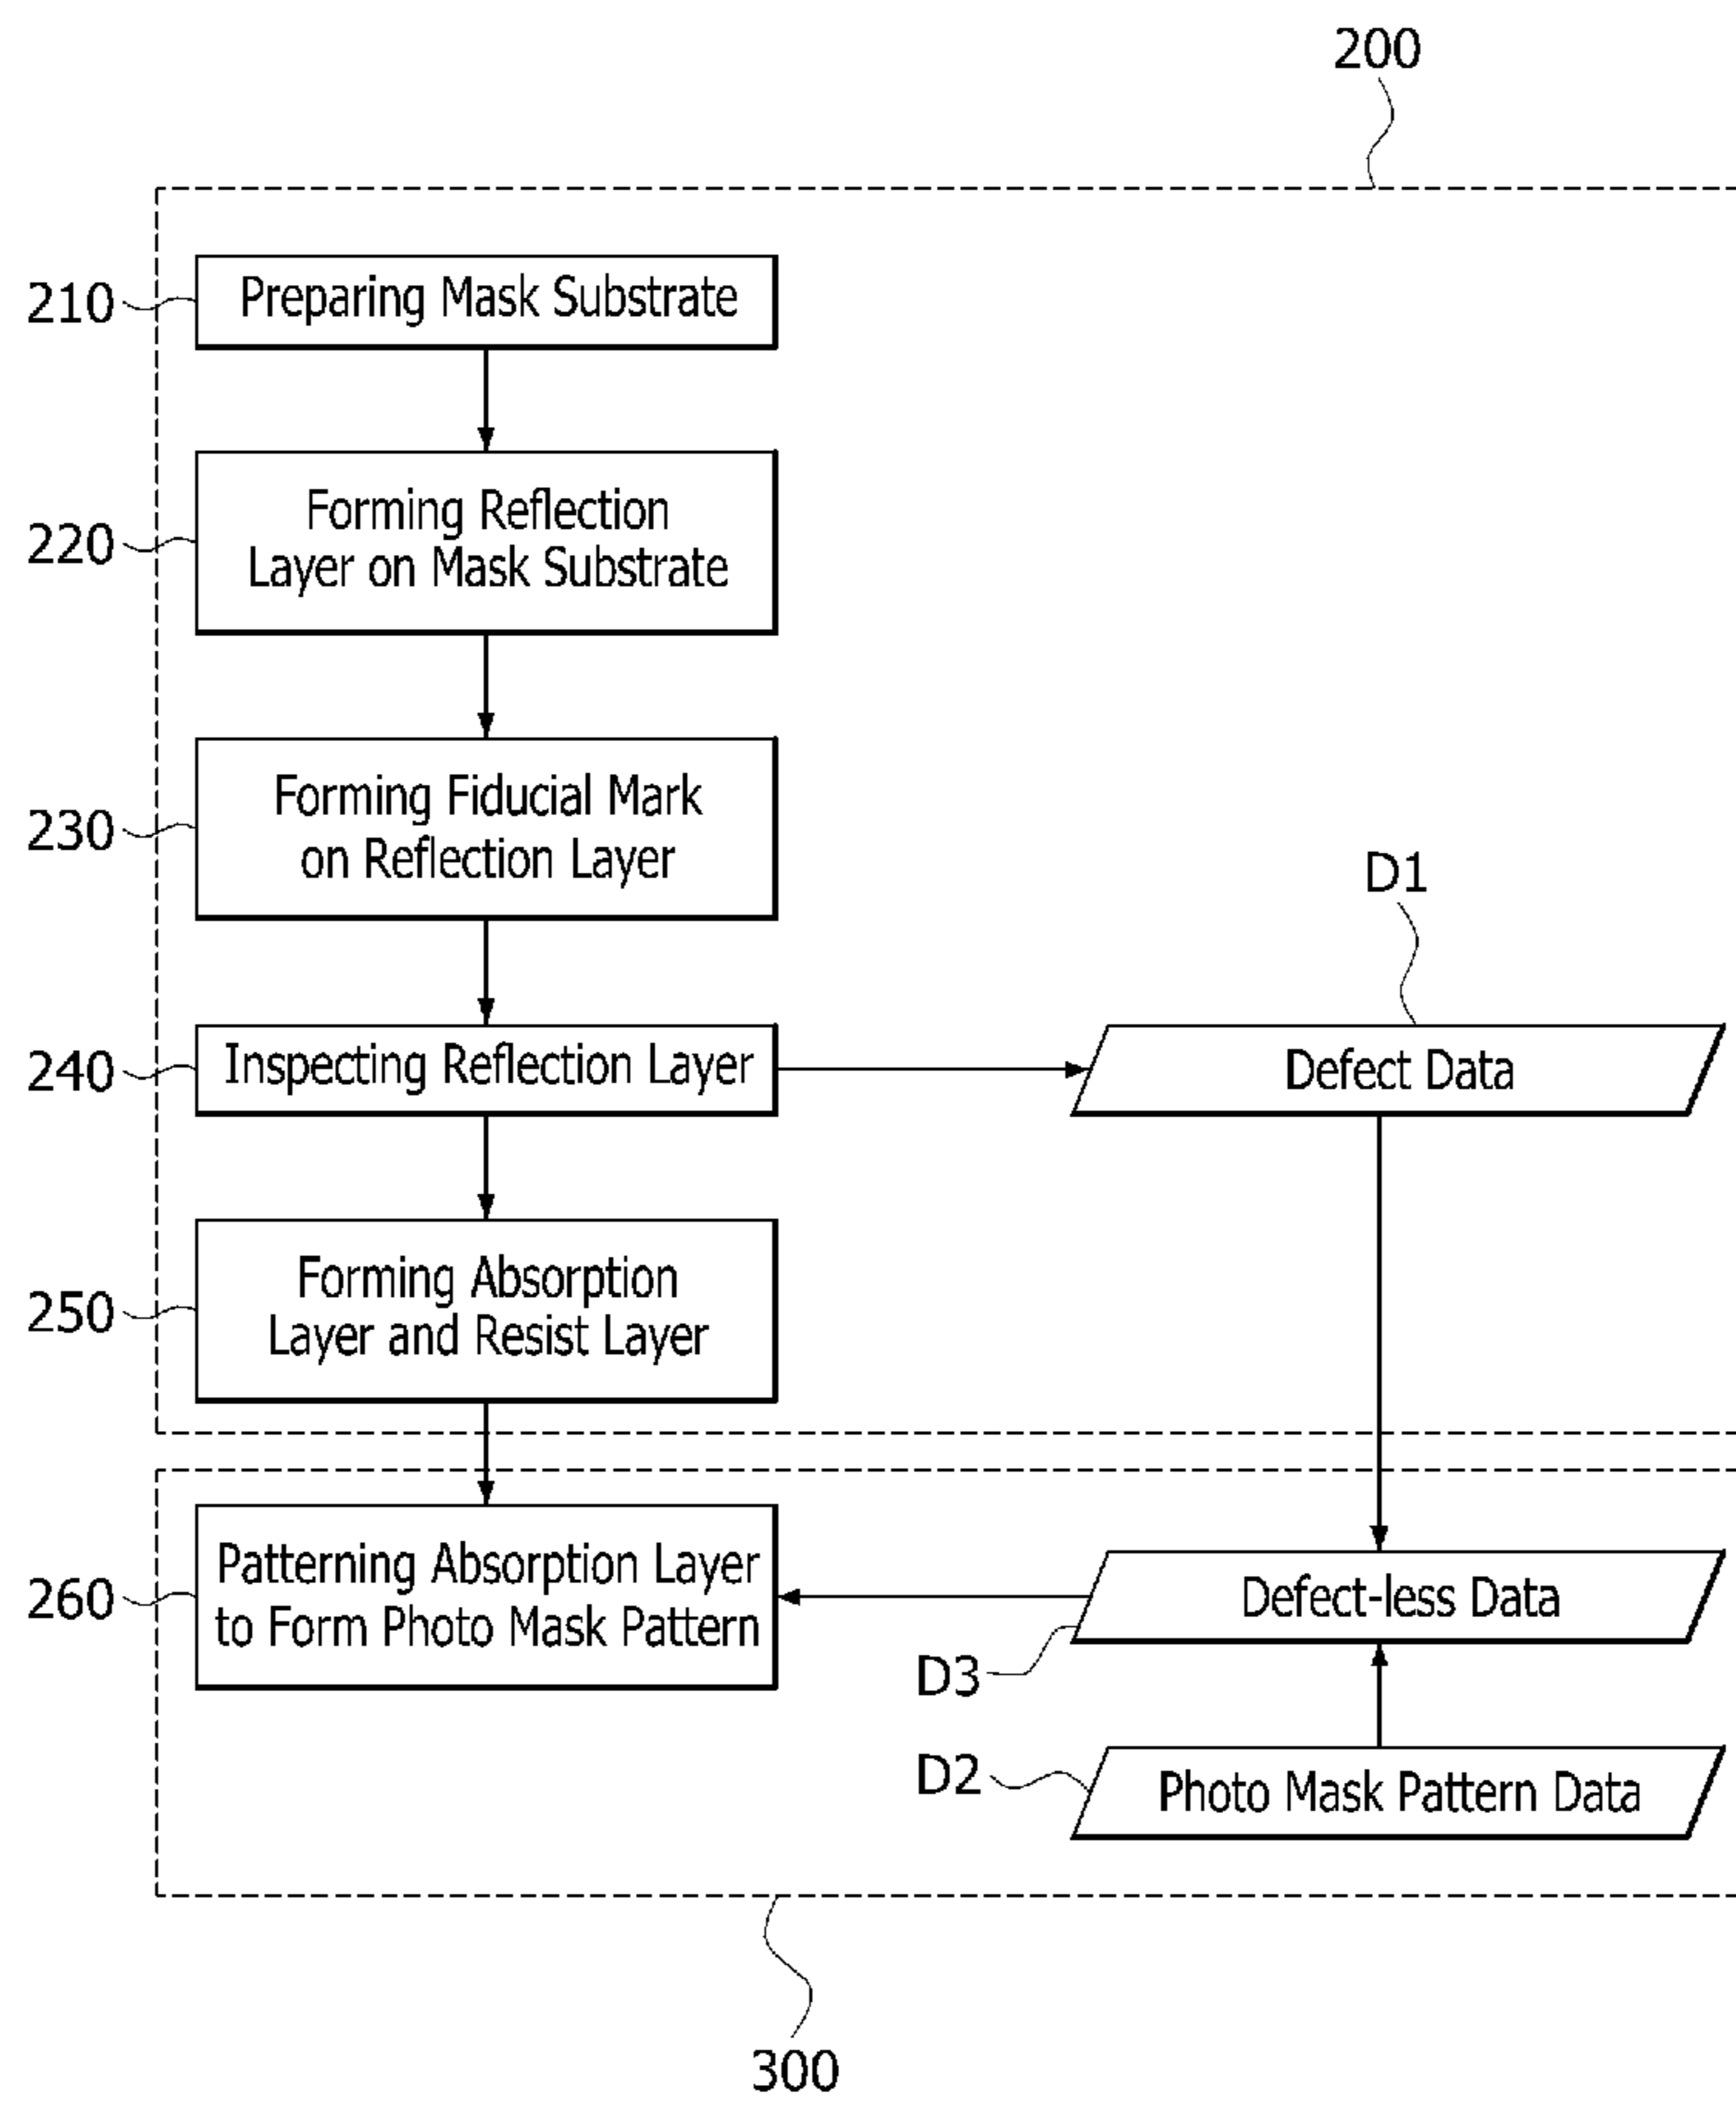 200
210
Preparing Mask Substrate
220
Forming Reflection
Layer on Mask Substrate
230
Forming Fiducial Mark
on Reflection Layer
D1
240
Inspecting Reflection Layer
Defect Data
250
Forming Absorption
Layer and Resist Layer
260
Patterning Absorption Layer
to Form Photo Mask Pattern
Defect-less Data
D3
D2
Photo Mask Pattern Data
300